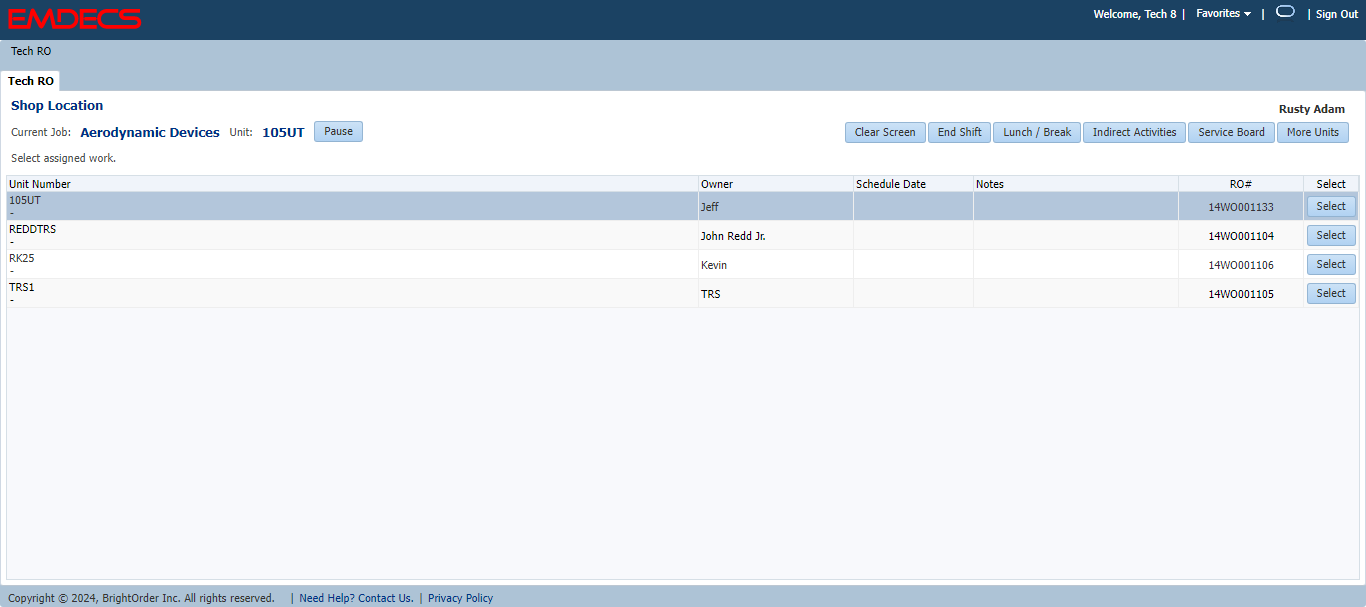 EMDECS
Welcome, Tech 8 | Favorites | | Sign Out
Tech RO
Tech RO
Shop Location
Rusty Adam
Current Job: Aerodynamic Devices Unit: 105UT Pause
Clear Screen End Shift Lunch / Break Indirect Activities Service Board More Units
Select assigned work.
Unit Number Owner Schedule Date Notes RO# Select
105UT
- Jeff 14WO001133 Select
REDDTRS
- John Redd Jr. 14WO001104 Select
RK25
- Kevin 14WO001106 Select
TRS1
- TRS 14WO001105 Select
Copyright © 2024, BrightOrder Inc. All rights reserved. | Need Help? Contact Us. | Privacy Policy